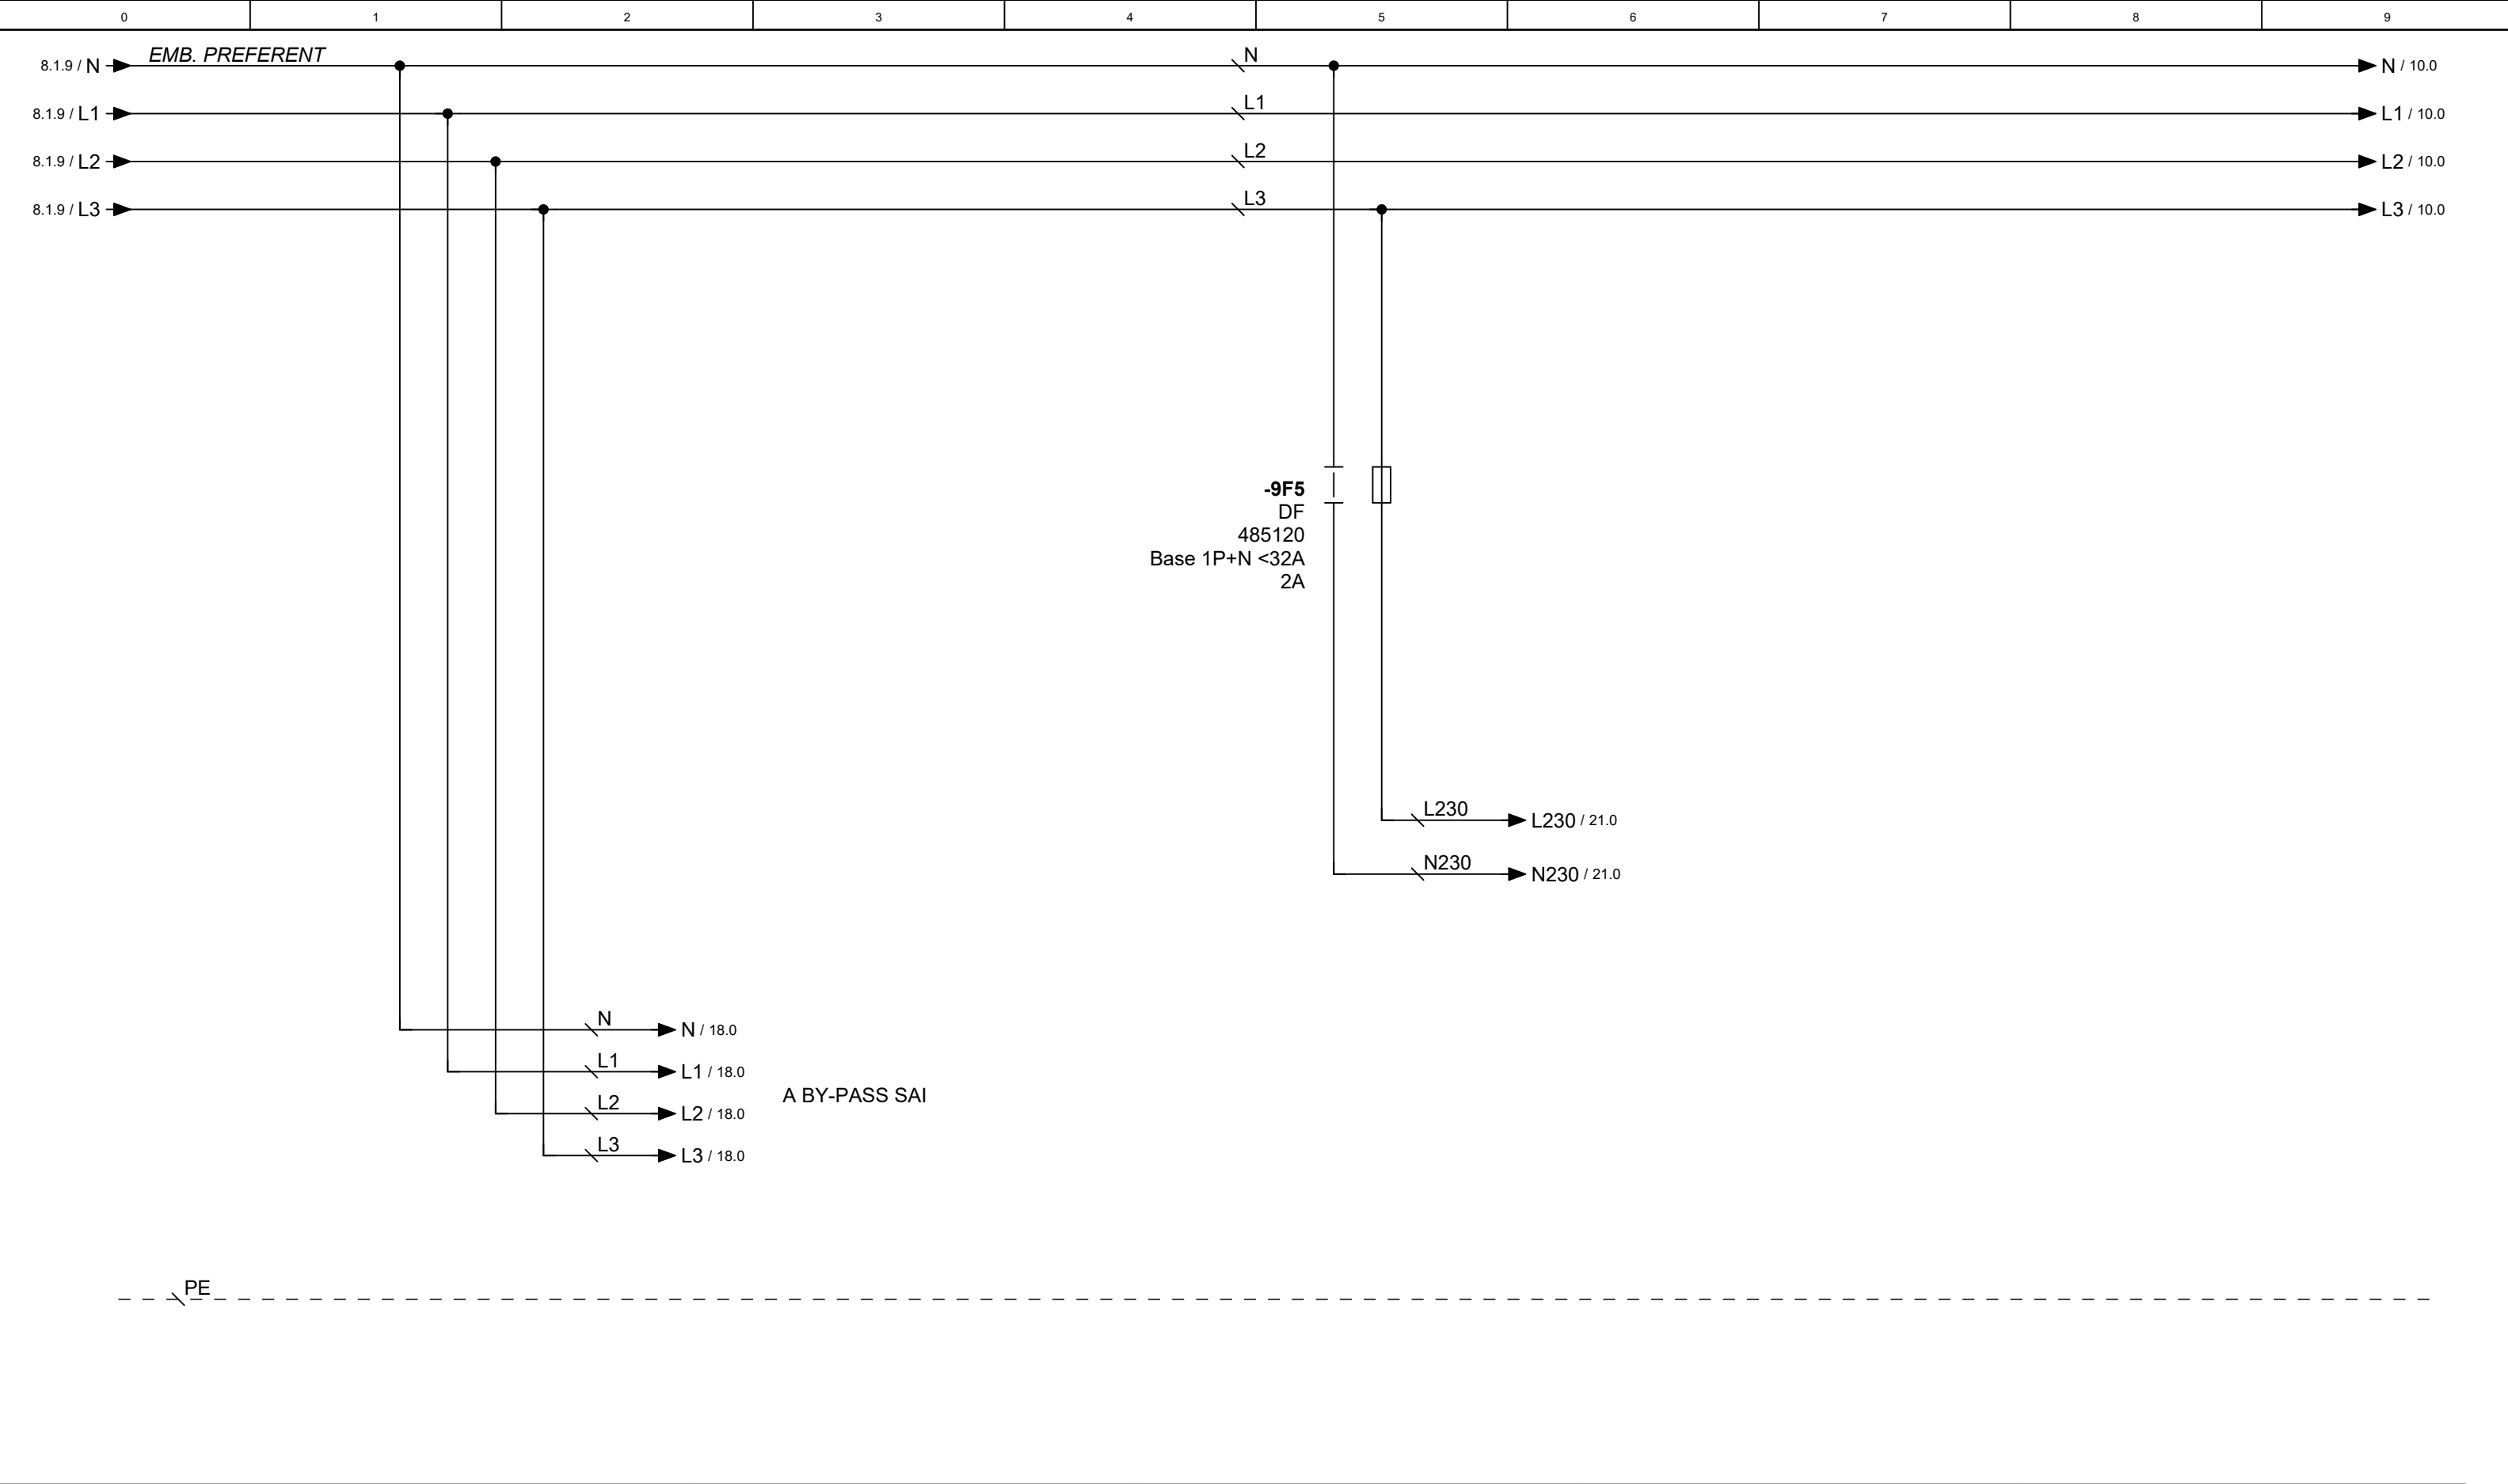 0 1 2 3 4 5 6 7 8 9
EMB. PREFERENT
8.1.9 / N N N / 10.0
8.1.9 / L1 L1 L1 / 10.0
8.1.9 / L2 L2 L2 / 10.0
8.1.9 / L3 L3 L3 / 10.0
-9F5
DF
485120
Base 1P+N <32A
2A
L230 L230 / 21.0
N230 N230 / 21.0
N N / 18.0
L1 L1 / 18.0
A BY-PASS SAI
L2 L2 / 18.0
L3 L3 / 18.0
PE